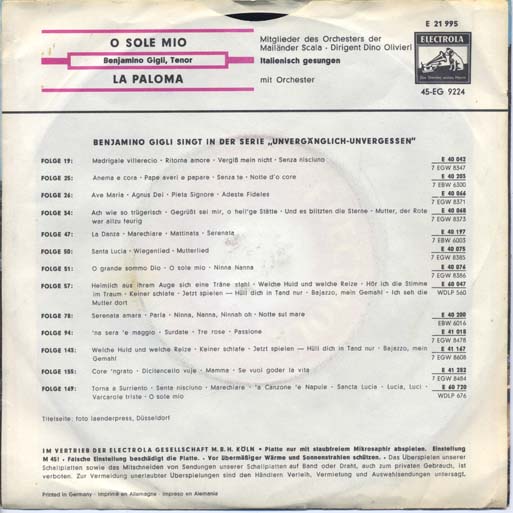 E 21 995
O SOLE MIO
Benjamino Gigli, Tenor
LA PALOMA
Mitglieder des Orchesters der
Mailänder Scala - Dirigent Dino Olivieri
Italienisch gesungen
mit Orchester
ELECTROLA
45-EG 9224
BENJAMINO GIGLI SINGT IN DER SERIE „UNVERGÄNGLICH-UNVERGESSEN"
FOLGE 19: Madrigale villereccio · Ritorna amore · Vergiß mein nicht · Senza nisciuno E 40 042
7 EGW 8347
FOLGE 25: Anema e core · Pape averi e papare · Senza te · Notte d'o core E 40 203
7 EBW 6300
FOLGE 26: Ave Maria · Agnus Dei · Pieta Signore · Adeste Fideles E 40 066
7 EGW 8371
FOLGE 34: Ach wie so trügerisch · Gegrüßt sei mir, o heil'ge Stätte · Und es blitzten die Sterne · Mutter, der Rote E 40 068
war allzu feurig 7 EGW 8373
FOLGE 47: La Danza · Marechiare · Mattinata · Serenata E 40 197
7 EBW 6003
FOLGE 50: Santa Lucia · Wiegenlied · Mutterlied E 40 075
7 EGW 8385
FOLGE 51: O grande sommo Dio · O sole mio · Ninna Nanna E 40 076
7 EGW 8386
FOLGE 57: Heimlich aus ihrem Auge sich eine Träne stahl · Welche Huld und welche Reize · Hör ich die Stimme E 60 047
im Traum · Keiner schlafe · Jetzt spielen — Hüll dich in Tand nur · Bajazzo, mein Gemahl · Ich seh die WDLP 560
Mutter dort
FOLGE 78: Serenata amara · Parla · Ninna, Nanna, Ninnah oh · Notte sul mare E 40 200
EBW 6016
FOLGE 94: 'na sera 'e maggio · Surdate · Tre rose · Passione E 41 018
7 EGW 8478
FOLGE 143: Welche Huld und welche Reize · Keiner schlafe · Jetzt spielen — Hüll dich in Tand nur · Bajazzo, mein E 41 167
Gemahl 7 EGW 8608
FOLGE 155: Core 'ngrato · Dicitencello vuje · Mamma · Se vuoi goder la vita E 41 282
7 EGW 8484
FOLGE 169: Torna a Surriento · Senta nisciuno · Marechiare · 'a Canzone 'e Napule · Sancta Lucia · Lucia, Luci · E 60 720
Varcarole triste · O sole mio WDLP 676
Titelseite: foto laenderpress, Düsseldorf
IM VERTRIEB DER ELECTROLA GESELLSCHAFT M.B.H. KÖLN · Platte nur mit staubfreiem Mikrosaphir abspielen. Einstellung
M 45! · Falsche Einstellung beschädigt die Platte. · Vor übermäßiger Wärme und Sonnenstrahlen schützen. · Das Überspielen unserer
Schallplatten sowie das Mitschneiden von Sendungen unserer Schallplatten auf Band oder Draht, auch zum privaten Gebrauch, ist
verboten. Zur Vermeidung unerlaubter Überspielungen sind den Händlern Verleih, Vermietung und Auswahlsendungen untersagt.
Printed in Germany · Imprimé en Allemagne · Impreso en Alemania